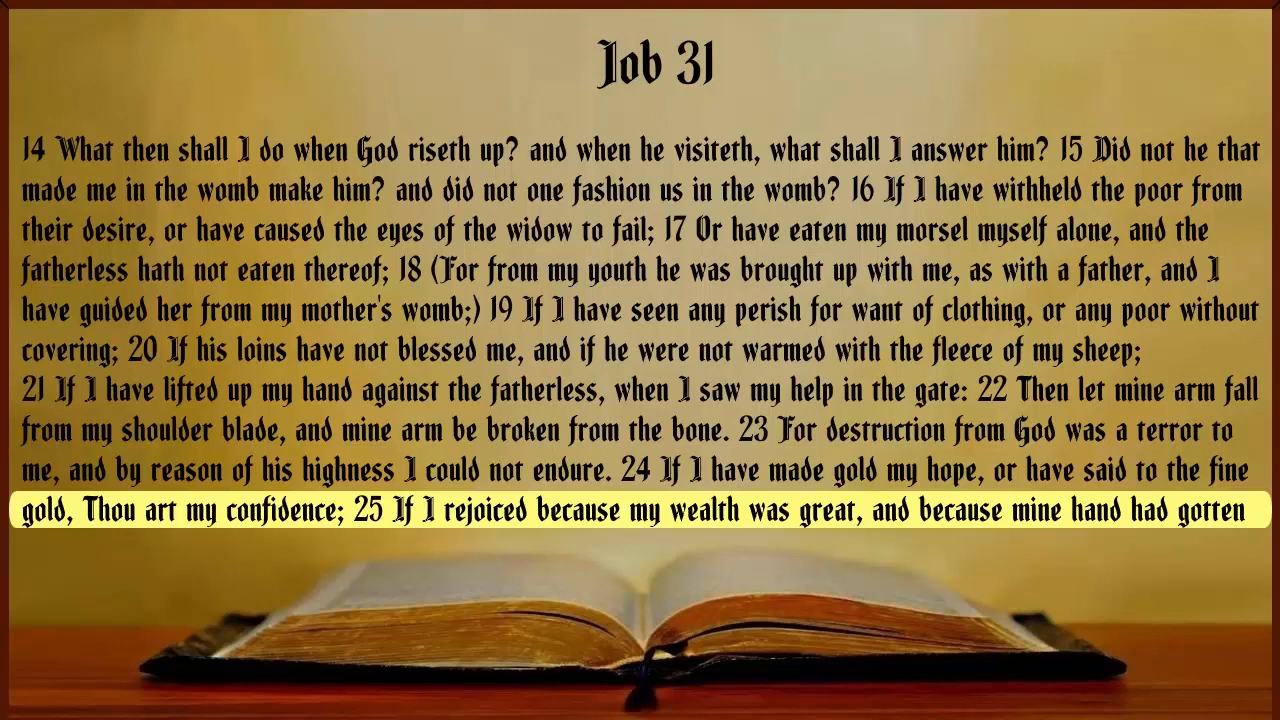 Job 31
14 What then shall I do when God riseth up? and when he visiteth, what shall I answer him? 15 Did not he that
made me in the womb make him? and did not one fashion us in the womb? 16 If I have withheld the poor from
their desire, or have caused the eyes of the widow to fail; 17 Or have eaten my morsel myself alone, and the
fatherless hath not eaten thereof; 18 (For from my youth he was brought up with me, as with a father, and I
have guided her from my mother's womb;) 19 If I have seen any perish for want of clothing, or any poor without
covering; 20 If his loins have not blessed me, and if he were not warmed with the fleece of my sheep;
21 If I have lifted up my hand against the fatherless, when I saw my help in the gate: 22 Then let mine arm fall
from my shoulder blade, and mine arm be broken from the bone. 23 For destruction from God was a terror to
me, and by reason of his highness I could not endure. 24 If I have made gold my hope, or have said to the fine
gold, Thou art my confidence; 25 If I rejoiced because my wealth was great, and because mine hand had gotten